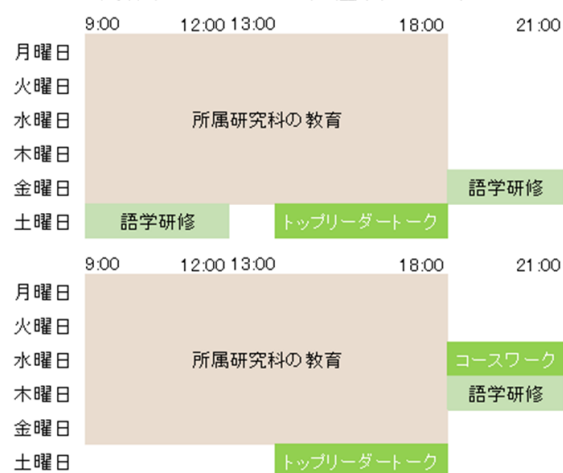 9:00 12:00 13:00 18:00 21:00
月曜日
火曜日
水曜日 所属研究科の教育
木曜日
金曜日 語学研修
土曜日 語学研修 トップリーダートーク
9:00 12:00 13:00 18:00 21:00
月曜日
火曜日
水曜日 所属研究科の教育 コースワーク
木曜日 語学研修
金曜日
土曜日 トップリーダートーク